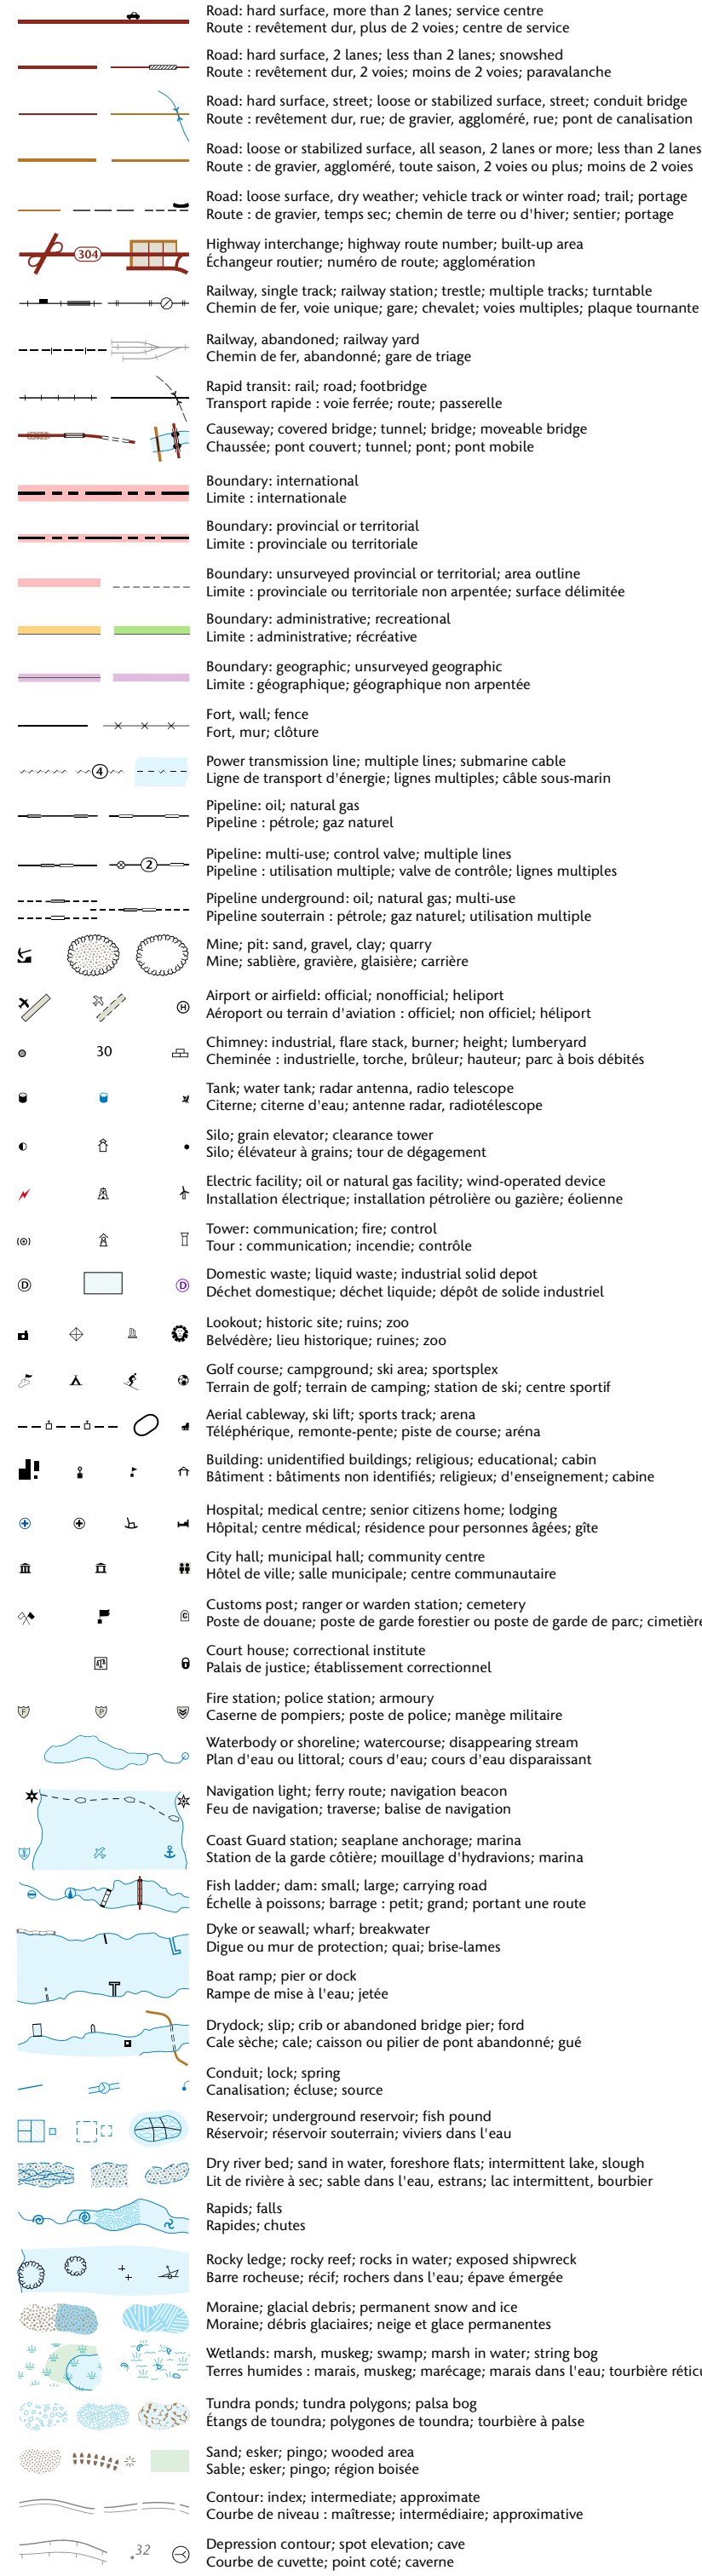 Road: hard surface, more than 2 lanes; service centre
Route : revêtement dur, plus de 2 voies; centre de service
Road: hard surface, 2 lanes; less than 2 lanes; snowshed
Route : revêtement dur, 2 voies; moins de 2 voies; paravalanche
Road: hard surface, street; loose or stabilized surface, street; conduit bridge
Route : revêtement dur, rue; de gravier, aggloméré, rue; pont de canalisation
Road: loose or stabilized surface, all season, 2 lanes or more; less than 2 lanes
Route : de gravier, aggloméré, toute saison, 2 voies ou plus; moins de 2 voies
Road: loose surface, dry weather; vehicle track or winter road; trail; portage
Route : de gravier, temps sec; chemin de terre ou d'hiver; sentier; portage
304
Highway interchange; highway route number; built-up area
Échangeur routier; numéro de route; agglomération
Railway, single track; railway station; trestle; multiple tracks; turntable
Chemin de fer, voie unique; gare; chevalet; voies multiples; plaque tournante
Railway, abandoned; railway yard
Chemin de fer, abandonné; gare de triage
Rapid transit: rail; road; footbridge
Transport rapide : voie ferrée; route; passerelle
Causeway; covered bridge; tunnel; bridge; moveable bridge
Chaussée; pont couvert; tunnel; pont; pont mobile
Boundary: international
Limite : internationale
Boundary: provincial or territorial
Limite : provinciale ou territoriale
Boundary: unsurveyed provincial or territorial; area outline
Limite : provinciale ou territoriale non arpentée; surface délimitée
Boundary: administrative; recreational
Limite : administrative; récréative
Boundary: geographic; unsurveyed geographic
Limite : géographique; géographique non arpentée
Fort, wall; fence
Fort, mur; clôture
4
Power transmission line; multiple lines; submarine cable
Ligne de transport d'énergie; lignes multiples; câble sous-marin
Pipeline: oil; natural gas
Pipeline : pétrole; gaz naturel
2
Pipeline: multi-use; control valve; multiple lines
Pipeline : utilisation multiple; valve de contrôle; lignes multiples
Pipeline underground: oil; natural gas; multi-use
Pipeline souterrain : pétrole; gaz naturel; utilisation multiple
Mine; pit: sand, gravel, clay; quarry
Mine; sablière, gravière, glaisière; carrière
H
Airport or airfield: official; nonofficial; heliport
Aéroport ou terrain d'aviation : officiel; non officiel; héliport
30
Chimney: industrial, flare stack, burner; height; lumberyard
Cheminée : industrielle, torche, brûleur; hauteur; parc à bois débités
Tank; water tank; radar antenna, radio telescope
Citerne; citerne d'eau; antenne radar, radiotélescope
Silo; grain elevator; clearance tower
Silo; élévateur à grains; tour de dégagement
Electric facility; oil or natural gas facility; wind-operated device
Installation électrique; installation pétrolière ou gazière; éolienne
Tower: communication; fire; control
Tour : communication; incendie; contrôle
D D
Domestic waste; liquid waste; industrial solid depot
Déchet domestique; déchet liquide; dépôt de solide industriel
Lookout; historic site; ruins; zoo
Belvédère; lieu historique; ruines; zoo
Golf course; campground; ski area; sportsplex
Terrain de golf; terrain de camping; station de ski; centre sportif
Aerial cableway, ski lift; sports track; arena
Téléphérique, remonte-pente; piste de course; aréna
Building: unidentified buildings; religious; educational; cabin
Bâtiment : bâtiments non identifiés; religieux; d'enseignement; cabine
Hospital; medical centre; senior citizens home; lodging
Hôpital; centre médical; résidence pour personnes âgées; gîte
City hall; municipal hall; community centre
Hôtel de ville; salle municipale; centre communautaire
C
Customs post; ranger or warden station; cemetery
Poste de douane; poste de garde forestier ou poste de garde de parc; cimetière
Court house; correctional institute
Palais de justice; établissement correctionnel
F P
Fire station; police station; armoury
Caserne de pompiers; poste de police; manège militaire
Waterbody or shoreline; watercourse; disappearing stream
Plan d'eau ou littoral; cours d'eau; cours d'eau disparaissant
Navigation light; ferry route; navigation beacon
Feu de navigation; traverse; balise de navigation
Coast Guard station; seaplane anchorage; marina
Station de la garde côtière; mouillage d'hydravions; marina
Fish ladder; dam: small; large; carrying road
Échelle à poissons; barrage : petit; grand; portant une route
Dyke or seawall; wharf; breakwater
Digue ou mur de protection; quai; brise-lames
Boat ramp; pier or dock
Rampe de mise à l'eau; jetée
Drydock; slip; crib or abandoned bridge pier; ford
Cale sèche; cale; caisson ou pilier de pont abandonné; gué
Conduit; lock; spring
Canalisation; écluse; source
Reservoir; underground reservoir; fish pound
Réservoir; réservoir souterrain; viviers dans l'eau
Dry river bed; sand in water, foreshore flats; intermittent lake, slough
Lit de rivière à sec; sable dans l'eau, estrans; lac intermittent, bourbier
Rapids; falls
Rapides; chutes
Rocky ledge; rocky reef; rocks in water; exposed shipwreck
Barre rocheuse; récif; rochers dans l'eau; épave émergée
Moraine; glacial debris; permanent snow and ice
Moraine; débris glaciaires; neige et glace permanentes
Wetlands: marsh, muskeg; swamp; marsh in water; string bog
Terres humides : marais, muskeg; marécage; marais dans l'eau; tourbière réticu
Tundra ponds; tundra polygons; palsa bog
Étangs de toundra; polygones de toundra; tourbière à palse
Sand; esker; pingo; wooded area
Sable; esker; pingo; région boisée
Contour: index; intermediate; approximate
Courbe de niveau : maîtresse; intermédiaire; approximative
.32
Depression contour; spot elevation; cave
Courbe de cuvette; point coté; caverne